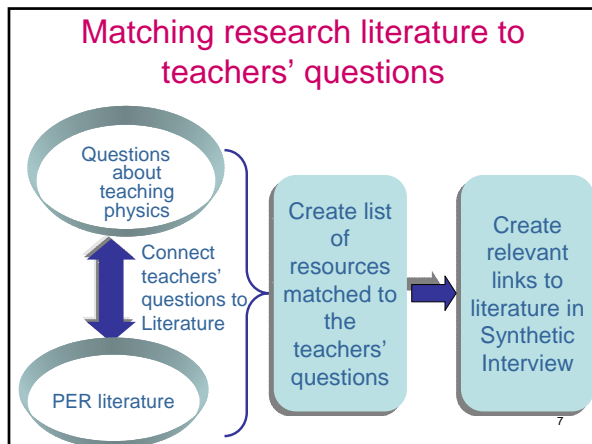 Matching research literature to
teachers’ questions
Questions
about
teaching
physics
Connect
teachers’
questions to
Literature
PER literature
Create list
of
resources
matched to
the
teachers’
questions
Create
relevant
links to
literature in
Synthetic
Interview
7